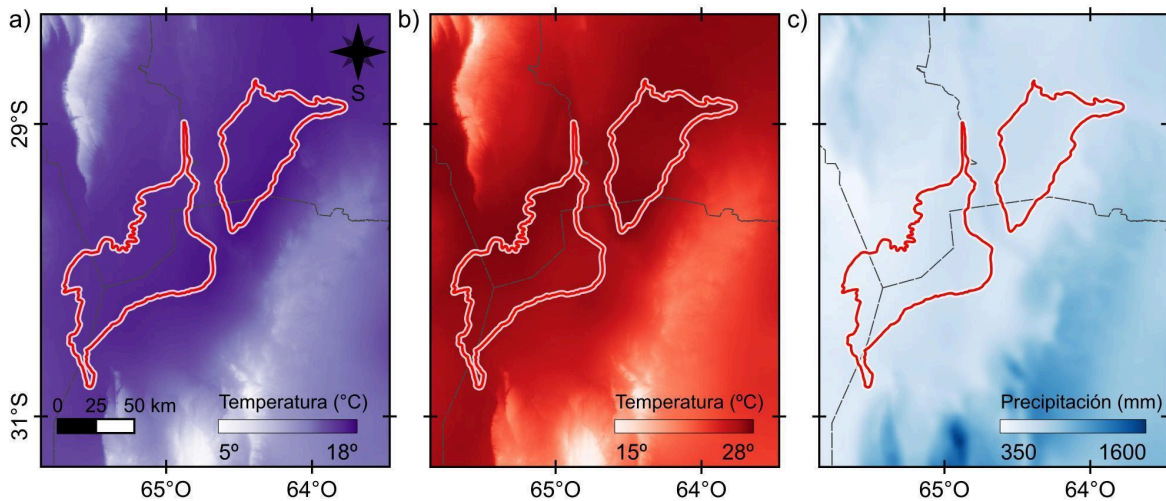 a)
b)
c)
S
29°S
31°S
0 25 50 km
Temperatura (°C)
5º 18º
Temperatura (ºC)
15º 28º
Precipitación (mm)
350 1600
65°O 64°O
65°O 64°O
65°O 64°O